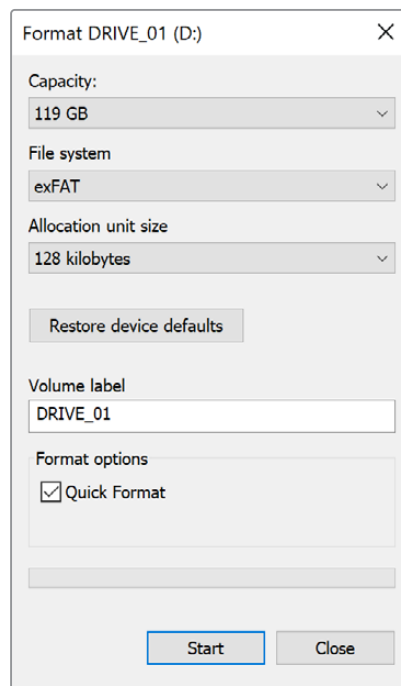 Format DRIVE_01 (D:)
Capacity:
119 GB
File system
exFAT
Allocation unit size
128 kilobytes
Restore device defaults
Volume label
DRIVE_01
Format options
Quick Format
Start Close